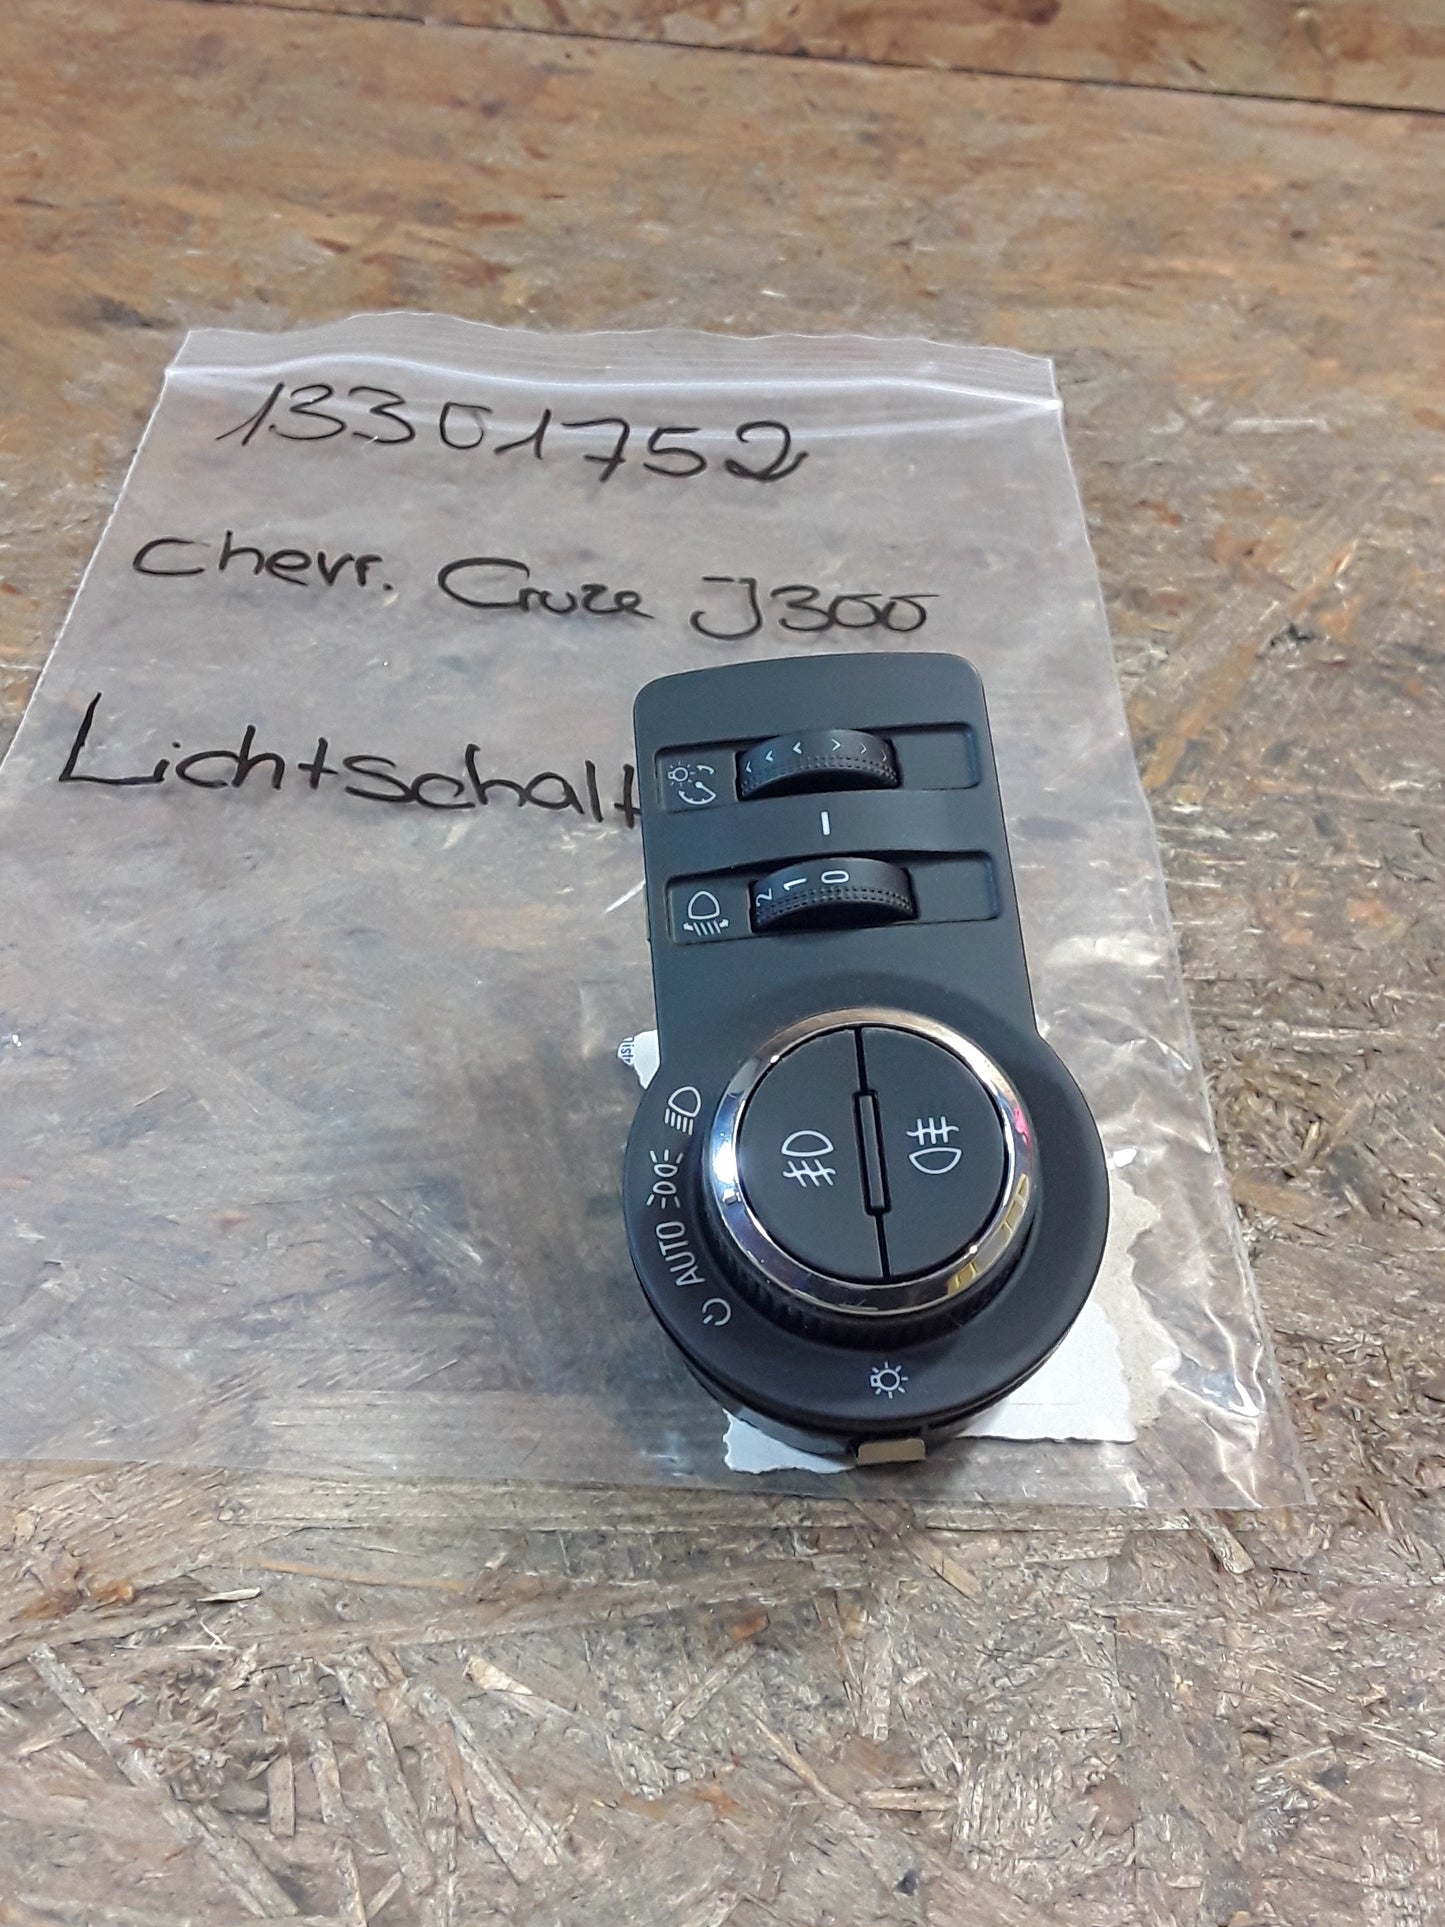 13301752
Chevr. Cruze J300
Lichtschalt
2 1 0
AUTO